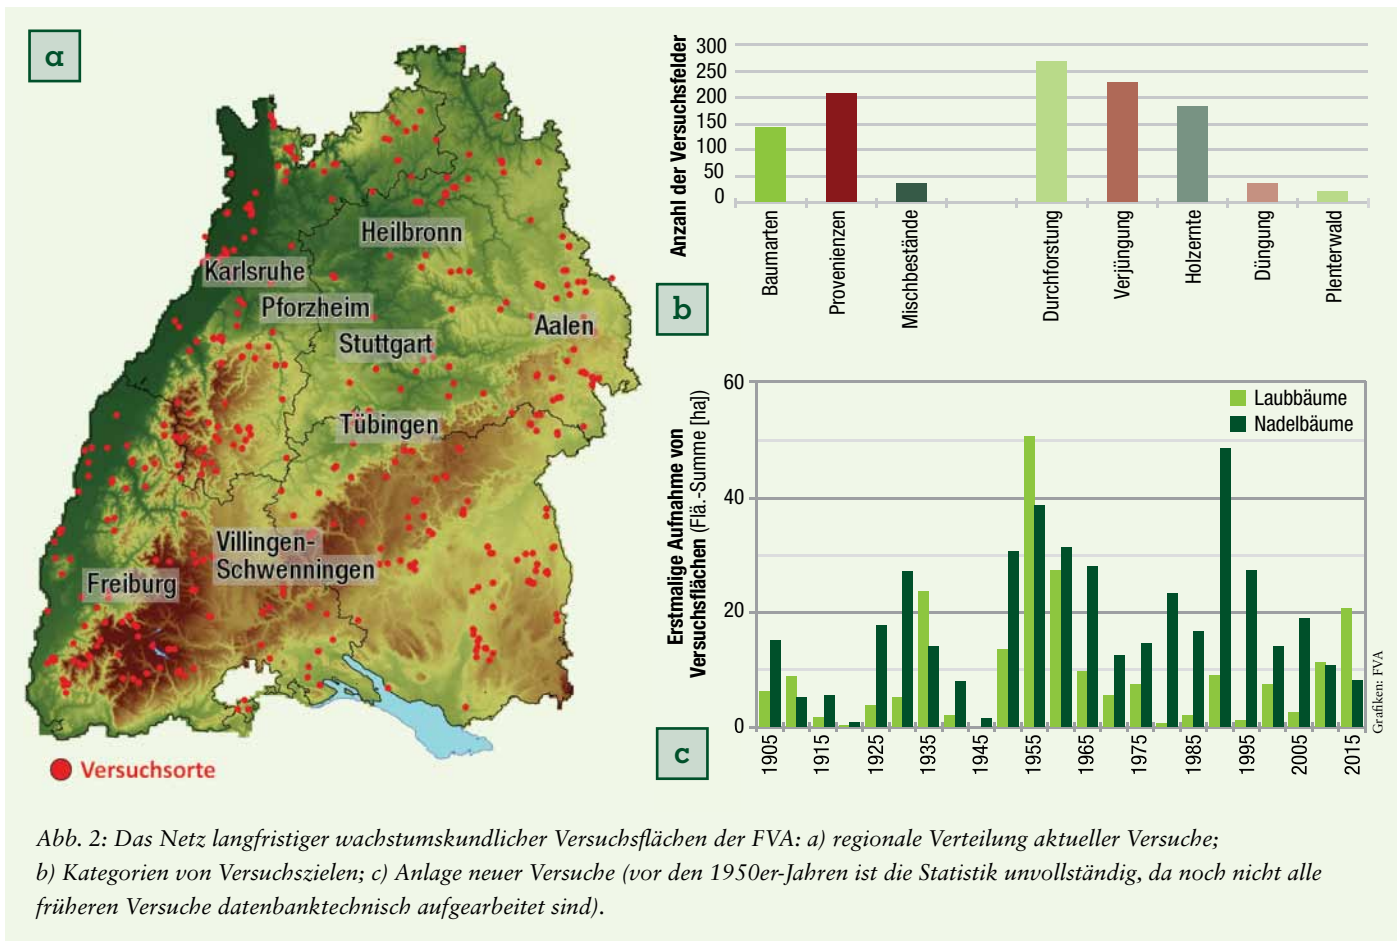 a
Heilbronn
Karlsruhe
Pforzheim
Stuttgart
Aalen
Tübingen
Villingen-
Schwenningen
Freiburg
Versuchsorte
b
Anzahl der Versuchsfelder
300
250
200
150
100
50
0
Baumarten
Provenienzen
Mischbestände
Durchforstung
Verjüngung
Holzernte
Düngung
Plenterwald
c
Erstmalige Aufnahme von
Versuchsflächen (Flä.-Summe [ha])
60
40
20
0
Laubbäume
Nadelbäume
1905
1915
1925
1935
1945
1955
1965
1975
1985
1995
2005
2015
Grafiken: FVA
Abb. 2: Das Netz langfristiger wachstumskundlicher Versuchsflächen der FVA: a) regionale Verteilung aktueller Versuche;
b) Kategorien von Versuchszielen; c) Anlage neuer Versuche (vor den 1950er-Jahren ist die Statistik unvollständig, da noch nicht alle
früheren Versuche datenbanktechnisch aufgearbeitet sind).